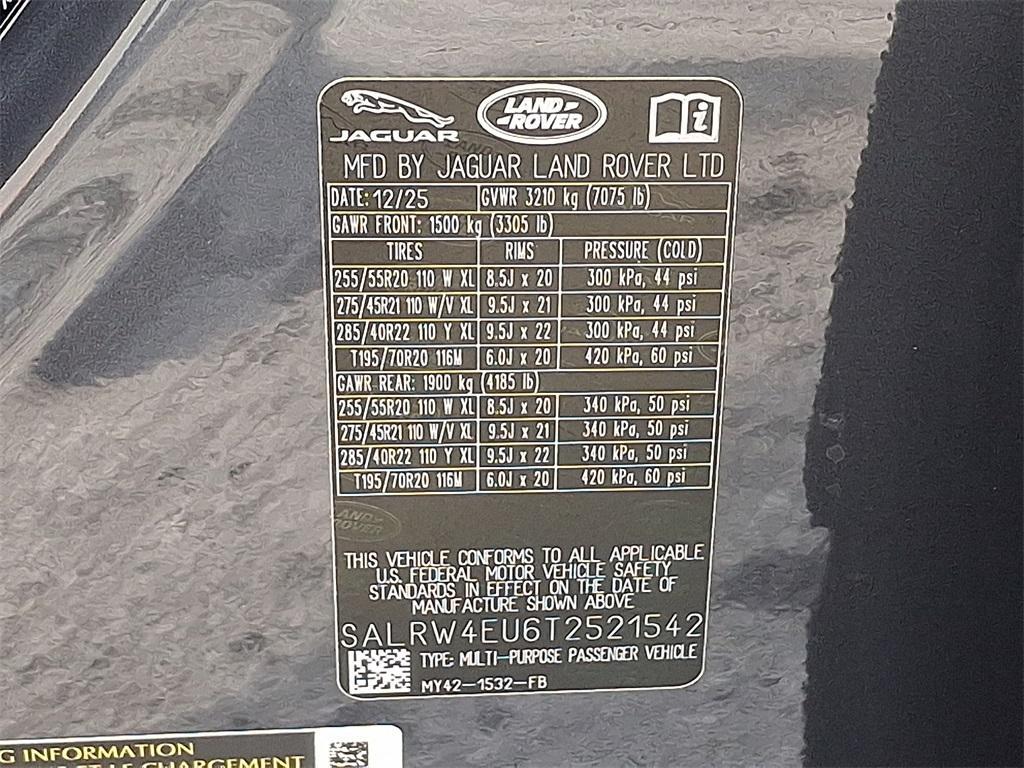 JAGUAR
LAND
ROVER
i
MFD BY JAGUAR LAND ROVER LTD
DATE: 12/25 GVWR 3210 kg (7075 lb)
GAWR FRONT: 1500 kg (3305 lb)
TIRES RIMS PRESSURE (COLD)
255/55R20 110 W XL 8.5J x 20 300 kPa, 44 psi
275/45R21 110 W/V XL 9.5J x 21 300 kPa, 44 psi
285/40R22 110 Y XL 9.5J x 22 300 kPa, 44 psi
T195/70R20 116M 6.0J x 20 420 kPa, 60 psi
GAWR REAR: 1900 kg (4185 lb)
255/55R20 110 W XL 8.5J x 20 340 kPa, 50 psi
275/45R21 110 W/V XL 9.5J x 21 340 kPa, 50 psi
285/40R22 110 Y XL 9.5J x 22 340 kPa, 50 psi
T195/70R20 116M 6.0J x 20 420 kPa, 60 psi
LAND
ROVER
THIS VEHICLE CONFORMS TO ALL APPLICABLE
U.S. FEDERAL MOTOR VEHICLE SAFETY
STANDARDS IN EFFECT ON THE DATE OF
MANUFACTURE SHOWN ABOVE
SALRW4EU6T2521542
TYPE: MULTI-PURPOSE PASSENGER VEHICLE
MY42-1532-FB
G INFORMATION
ET LE CHARGEMENT